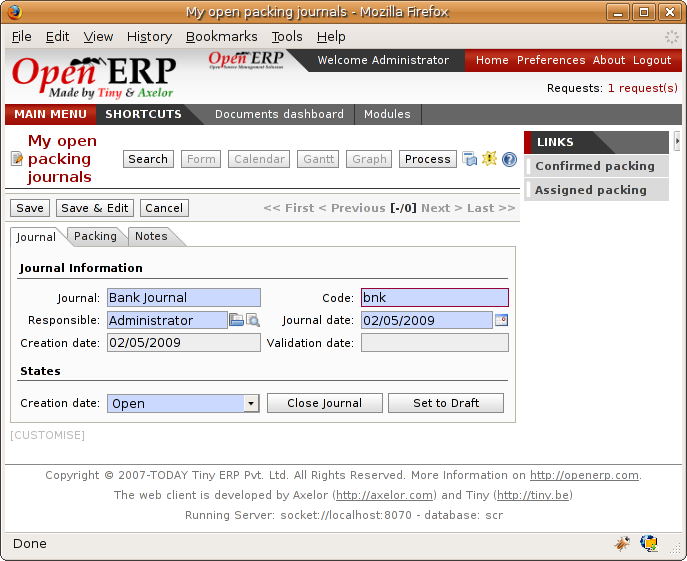 My open packing journals - Mozilla Firefox
File Edit View History Bookmarks Tools Help
Open ERP
Made by Tiny & Axelor
Open ERP
Open Source Management Solution
Welcome Administrator
Home Preferences About Logout
Requests: 1 request(s)
MAIN MENU SHORTCUTS Documents dashboard Modules
My open packing journals
Search Form Calendar Gantt Graph Process
LINKS
Confirmed packing
Assigned packing
Save Save & Edit Cancel << First < Previous [-/0] Next > Last >>
Journal Packing Notes
Journal Information
Journal: Bank Journal Code: bnk
Responsible: Administrator Journal date: 02/05/2009
Creation date: 02/05/2009 Validation date:
States
Creation date: Open Close Journal Set to Draft
[CUSTOMISE]
Copyright © 2007-TODAY Tiny ERP Pvt. Ltd. All Rights Reserved. More Information on http://openerp.com.
The web client is developed by Axelor (http://axelor.com) and Tiny (http://tiny.be)
Running Server: socket://localhost:8070 - database: scr
Done